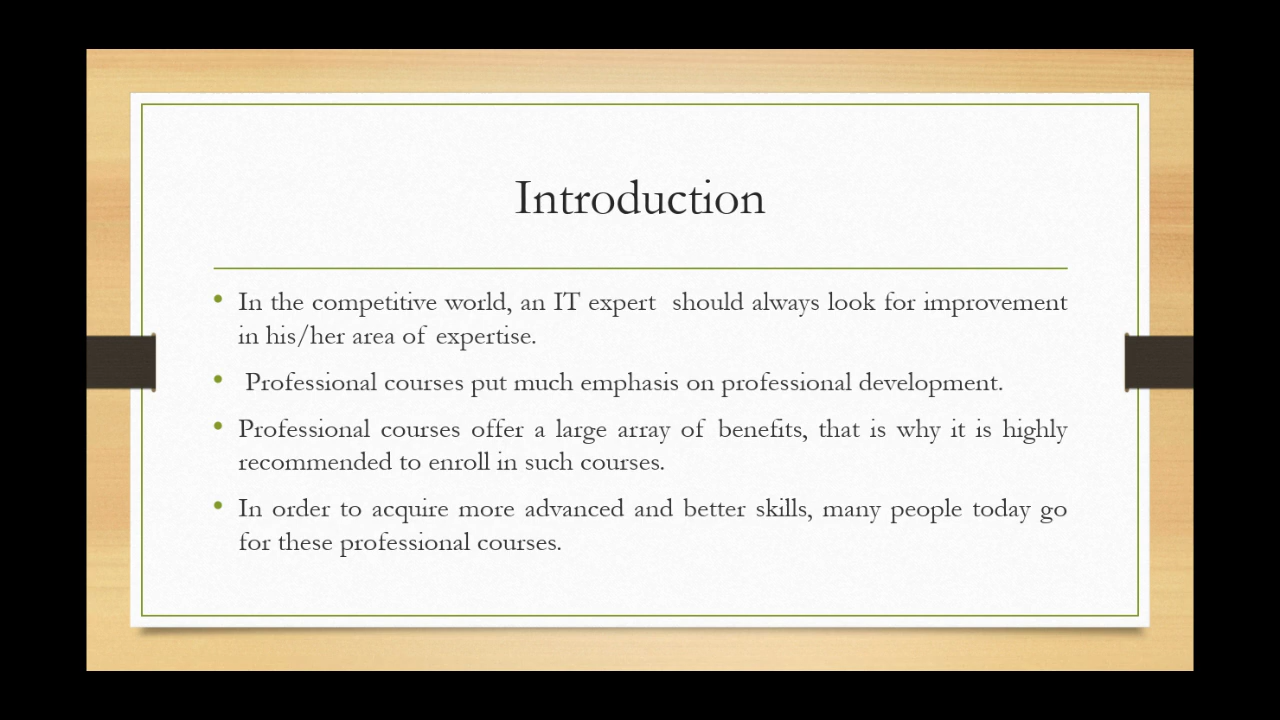 Introduction
• In the competitive world, an IT expert  should always look for improvement
in his/her area of expertise.
•  Professional courses put much emphasis on professional development.
• Professional courses offer a large array of benefits, that is why it is highly
recommended to enroll in such courses.
• In order to acquire more advanced and better skills, many people today go
for these professional courses.